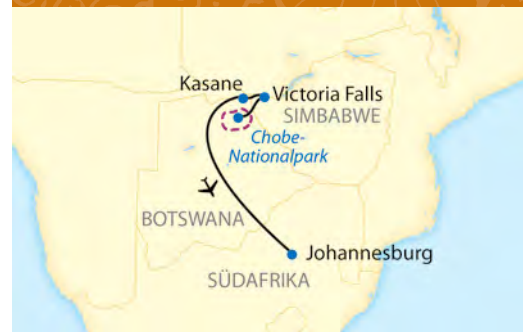 Kasane
Victoria Falls
SIMBABWE
Chobe-
Nationalpark
BOTSWANA
Johannesburg
SÜDAFRIKA